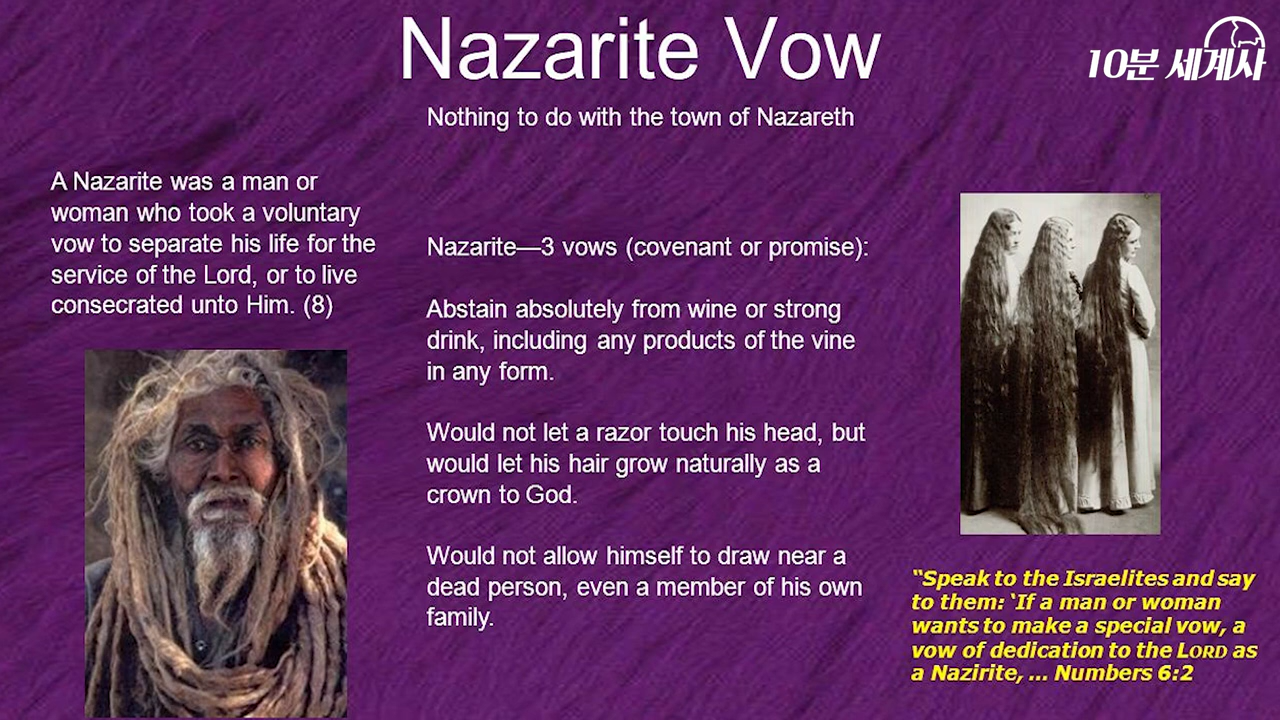 Nazarite Vow
10분 세계사
Nothing to do with the town of Nazareth
A Nazarite was a man or
woman who took a voluntary
vow to separate his life for the
service of the Lord, or to live
consecrated unto Him. (8)
Nazarite—3 vows (covenant or promise):
Abstain absolutely from wine or strong
drink, including any products of the vine
in any form.
Would not let a razor touch his head, but
would let his hair grow naturally as a
crown to God.
Would not allow himself to draw near a
dead person, even a member of his own
family.
“Speak to the Israelites and say
to them: ‘If a man or woman
wants to make a special vow, a
vow of dedication to the LORD as
a Nazirite, ... Numbers 6:2